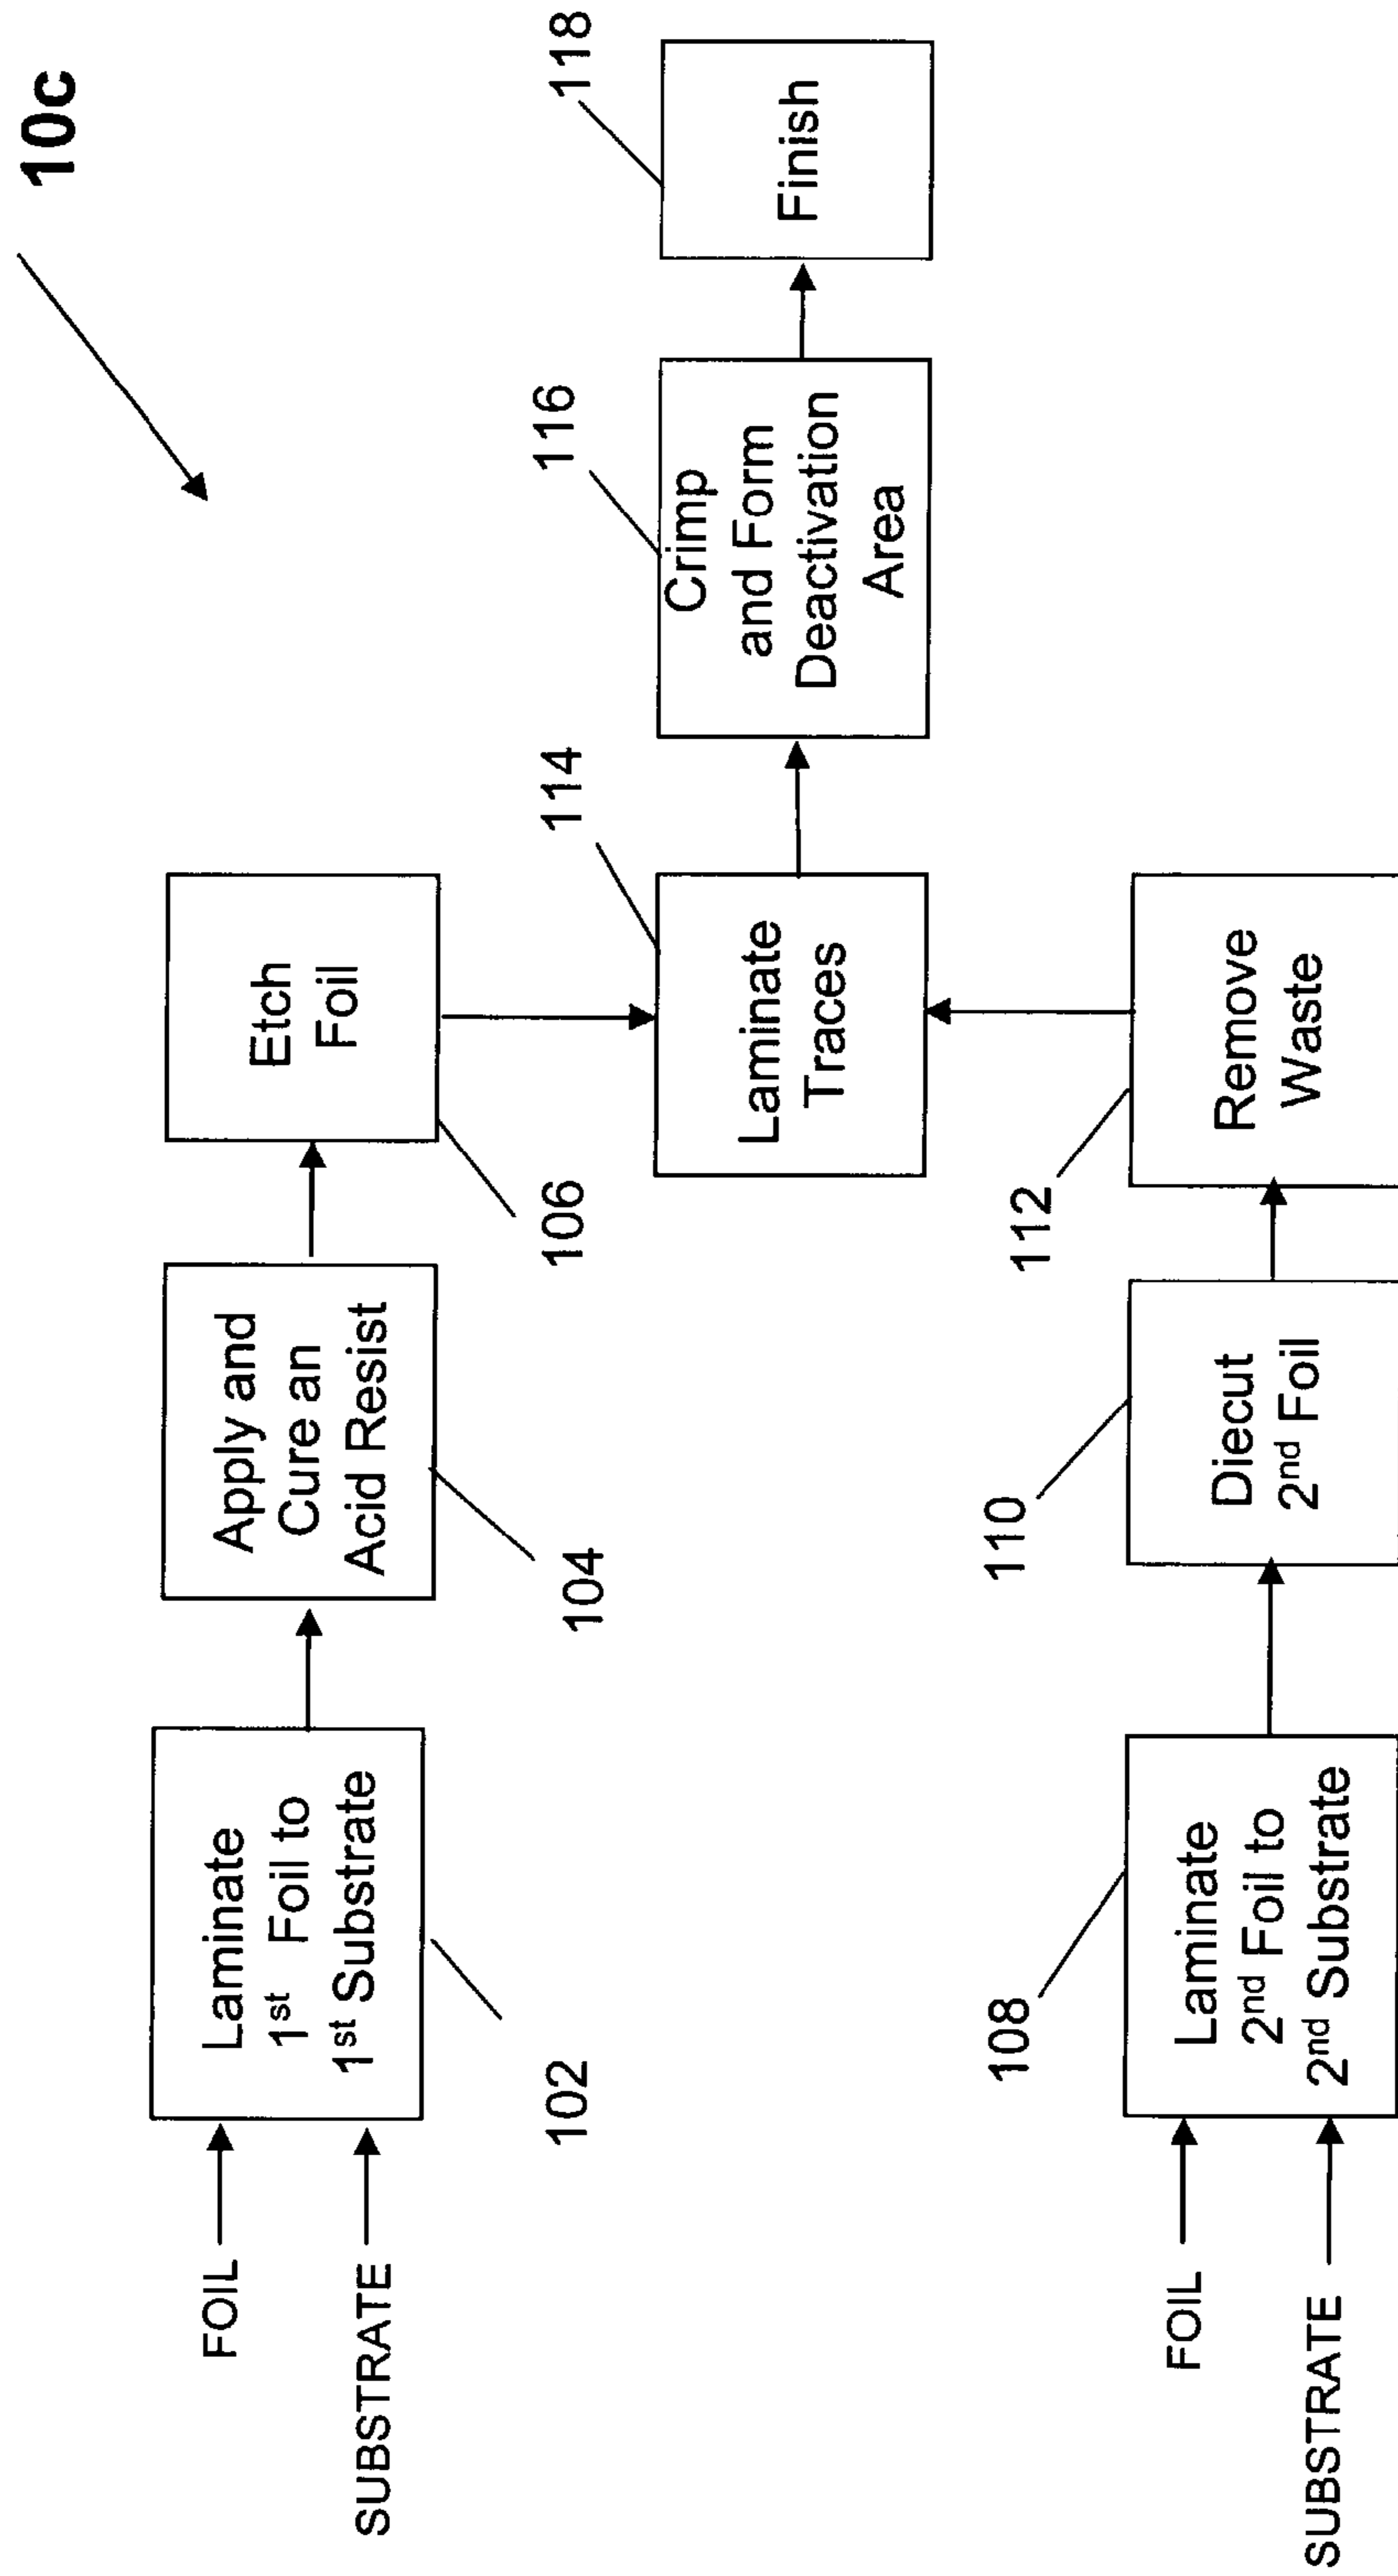 10c
FOIL
SUBSTRATE
Laminate
1st Foil to
1st Substrate
102
Apply and
Cure an
Acid Resist
104
Etch
Foil
106
FOIL
SUBSTRATE
108
Laminate
2nd Foil to
2nd Substrate
110
Diecut
2nd Foil
112
Remove
Waste
114
Laminate
Traces
116
Crimp
and Form
Deactivation
Area
118
Finish